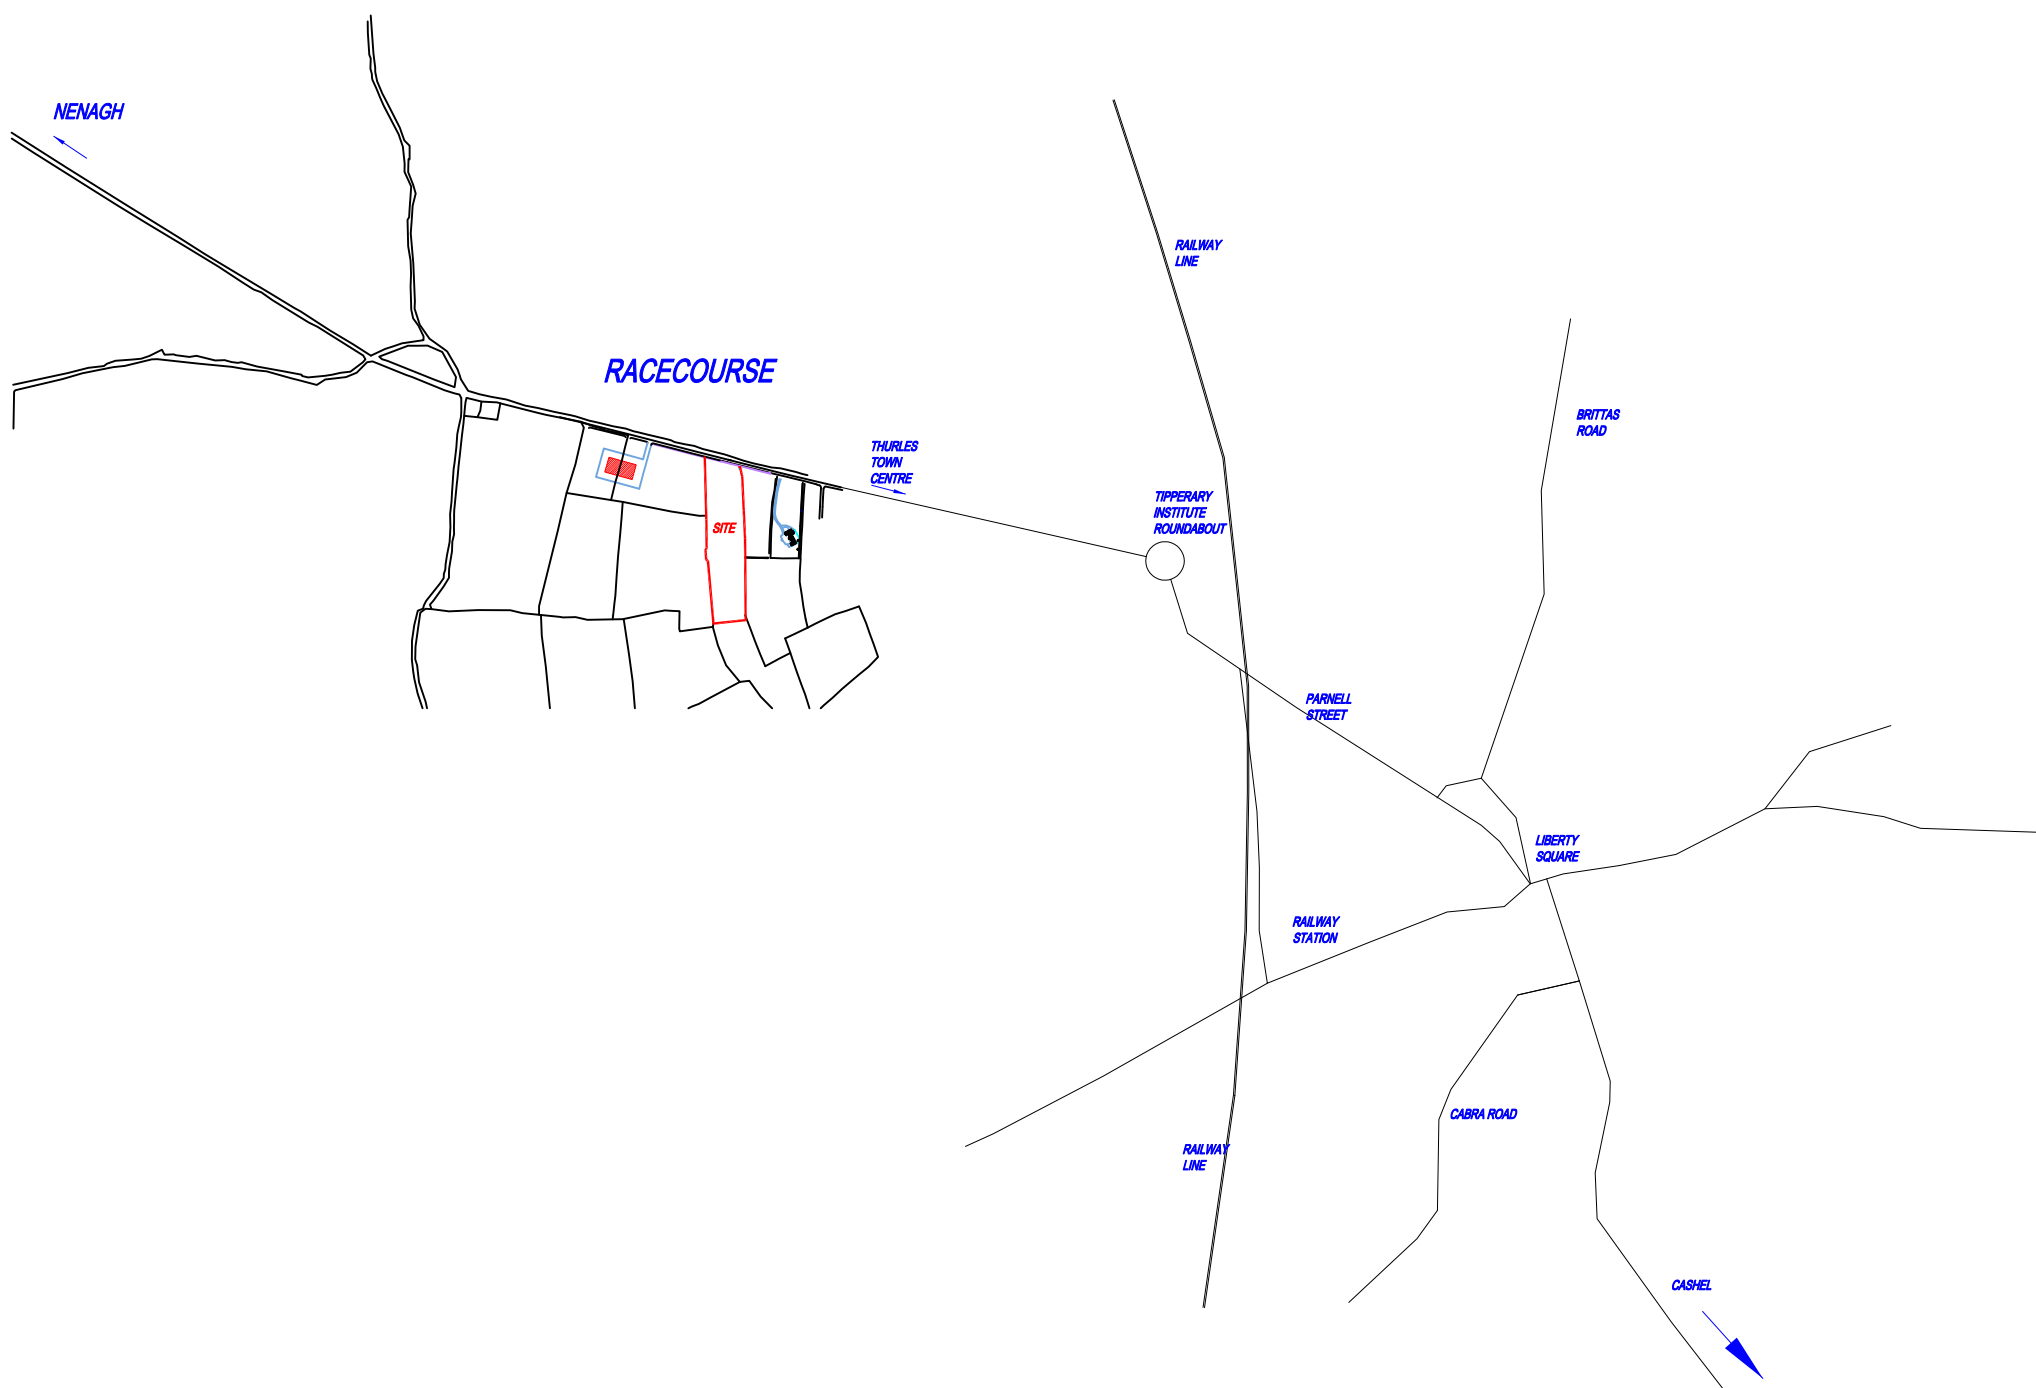 NENAGH
RAILWAY
LINE
RACECOURSE
BRITTAS
ROAD
THURLES
TOWN
CENTRE
TIPPERARY
INSTITUTE
ROUNDABOUT
SITE
PARNELL
STREET
LIBERTY
SQUARE
RAILWAY
STATION
CABRA ROAD
RAILWAY
LINE
CASHEL